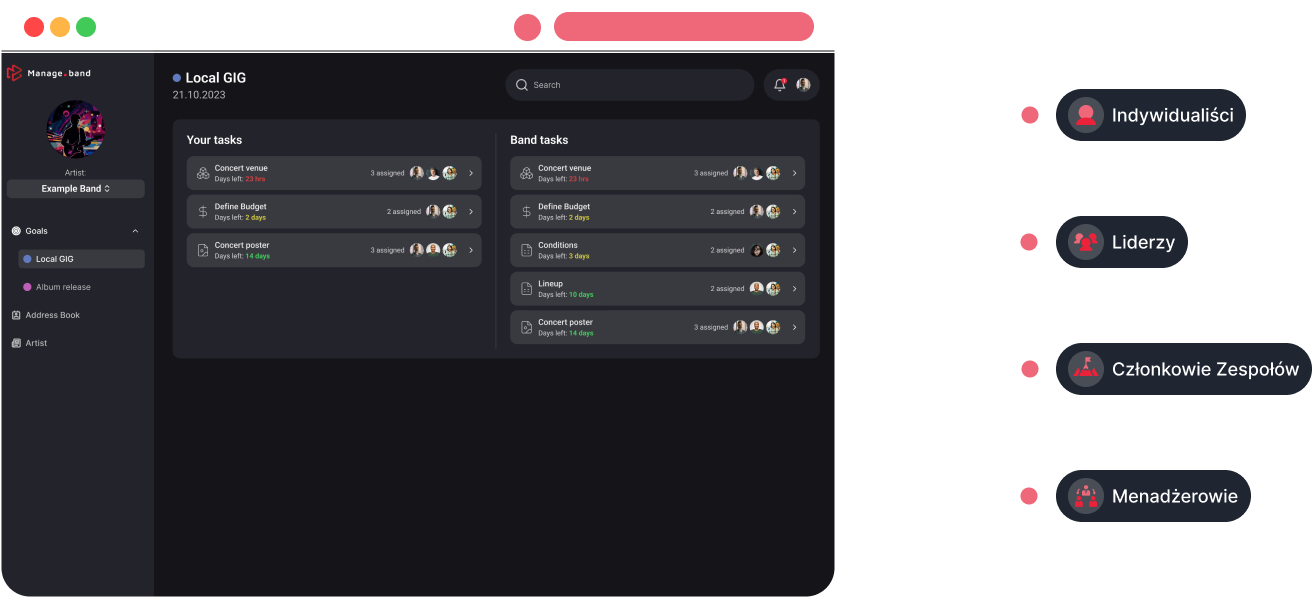 Manage.band
Artist:
Example Band
Goals
Local GIG
Album release
Address Book
Artist
Local GIG
21.10.2023
Search
Your tasks
Concert venue
Days left: 23 hrs
3 assigned
Define Budget
Days left: 2 days
2 assigned
Concert poster
Days left: 14 days
3 assigned
Band tasks
Concert venue
Days left: 23 hrs
3 assigned
Define Budget
Days left: 2 days
2 assigned
Conditions
Days left: 3 days
2 assigned
Lineup
Days left: 10 days
2 assigned
Concert poster
Days left: 14 days
3 assigned
Indywidualiści
Liderzy
Członkowie Zespołów
Menadżerowie